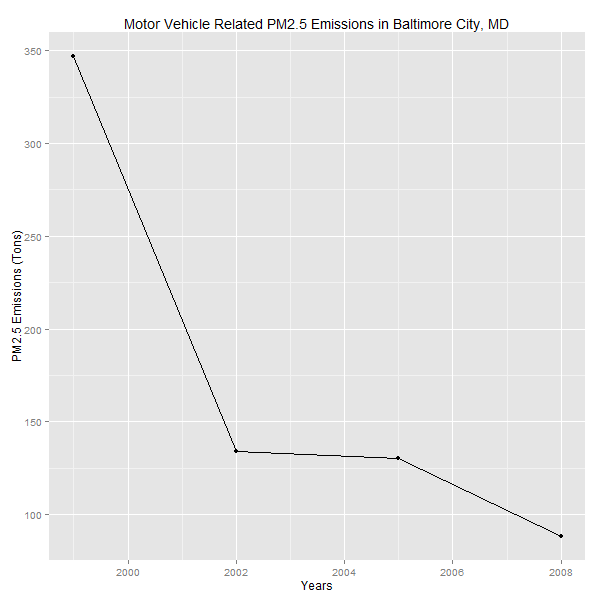 Motor Vehicle Related PM2.5 Emissions in Baltimore City, MD
350
300
250
200
150
100
PM2.5 Emissions (Tons)
2000 2002 2004 2006 2008
Years